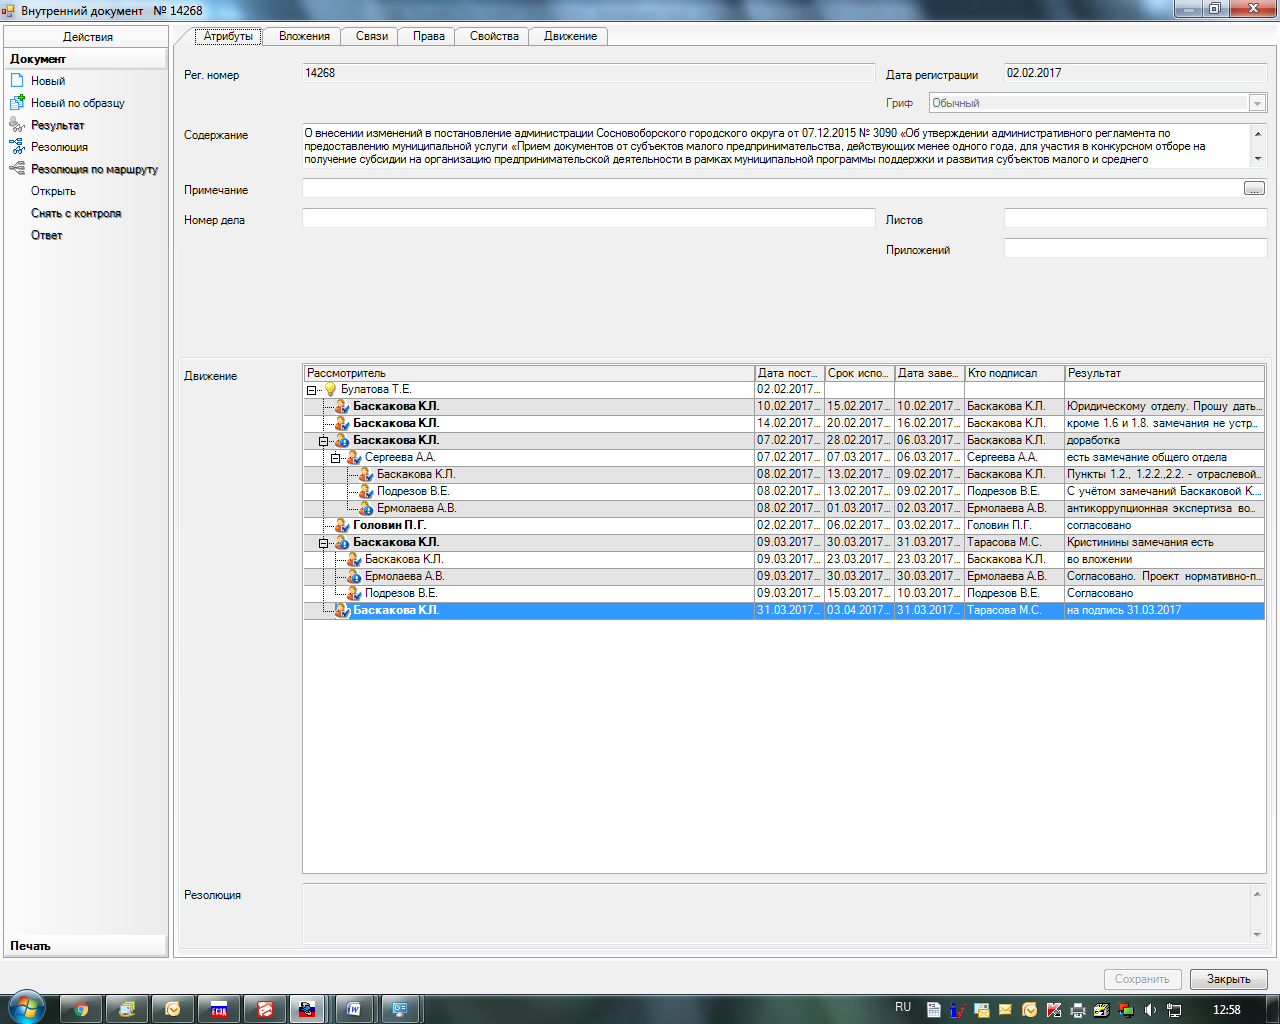 Внутренний документ № 14268
Действия
Документ
Новый
Новый по образцу
Результат
Резолюция
Резолюция по маршруту
Открыть
Снять с контроля
Ответ
Печать
Атрибуты Вложения Связи Права Свойства Движение
Рег. номер 14268 Дата регистрации 02.02.2017
Гриф Обычный
Содержание
О внесении изменений в постановление администрации Сосновоборского городского округа от 07.12.2015 № 3090 «Об утверждении административного регламента по
предоставлению муниципальной услуги «Прием документов от субъектов малого предпринимательства, действующих менее одного года, для участия в конкурсном отборе на
получение субсидии на организацию предпринимательской деятельности в рамках муниципальной программы поддержки и развития субъектов малого и среднего
Примечание ...
Номер дела Листов
Приложений
Движение
Рассмотритель Дата пост... Срок испо... Дата заве... Кто подписал Результат
Булатова Т.Е. 02.02.2017...
Баскакова К.Л. 10.02.2017... 15.02.2017... 10.02.2017... Баскакова К.Л. Юридическому отделу. Прошу дать...
Баскакова К.Л. 14.02.2017... 20.02.2017... 16.02.2017... Баскакова К.Л. кроме 1.6 и 1.8. замечания не устр...
Баскакова К.Л. 07.02.2017... 28.02.2017... 06.03.2017... Баскакова К.Л. доработка
Сергеева А.А. 07.02.2017... 07.03.2017... 06.03.2017... Сергеева А.А. есть замечание общего отдела
Баскакова К.Л. 08.02.2017... 13.02.2017... 09.02.2017... Баскакова К.Л. Пункты 1.2., 1.2.2.,2.2. - отраслевой...
Подрезов В.Е. 08.02.2017... 13.02.2017... 09.02.2017... Подрезов В.Е. С учётом замечаний Баскаковой К....
Ермолаева А.В. 08.02.2017... 01.03.2017... 02.03.2017... Ермолаева А.В. антикоррупционная экспертиза во...
Головин П.Г. 02.02.2017... 06.02.2017... 03.02.2017... Головин П.Г. согласовано
Баскакова К.Л. 09.03.2017... 30.03.2017... 31.03.2017... Тарасова М.С. Кристинины замечания есть
Баскакова К.Л. 09.03.2017... 23.03.2017... 23.03.2017... Баскакова К.Л. во вложении
Ермолаева А.В. 09.03.2017... 30.03.2017... 30.03.2017... Ермолаева А.В. Согласовано. Проект нормативно-п...
Подрезов В.Е. 09.03.2017... 15.03.2017... 10.03.2017... Подрезов В.Е. Согласовано
Баскакова К.Л. 31.03.2017... 03.04.2017... 31.03.2017... Тарасова М.С. на подпись 31.03.2017
Резолюция
Сохранить Закрыть
RU 12:58